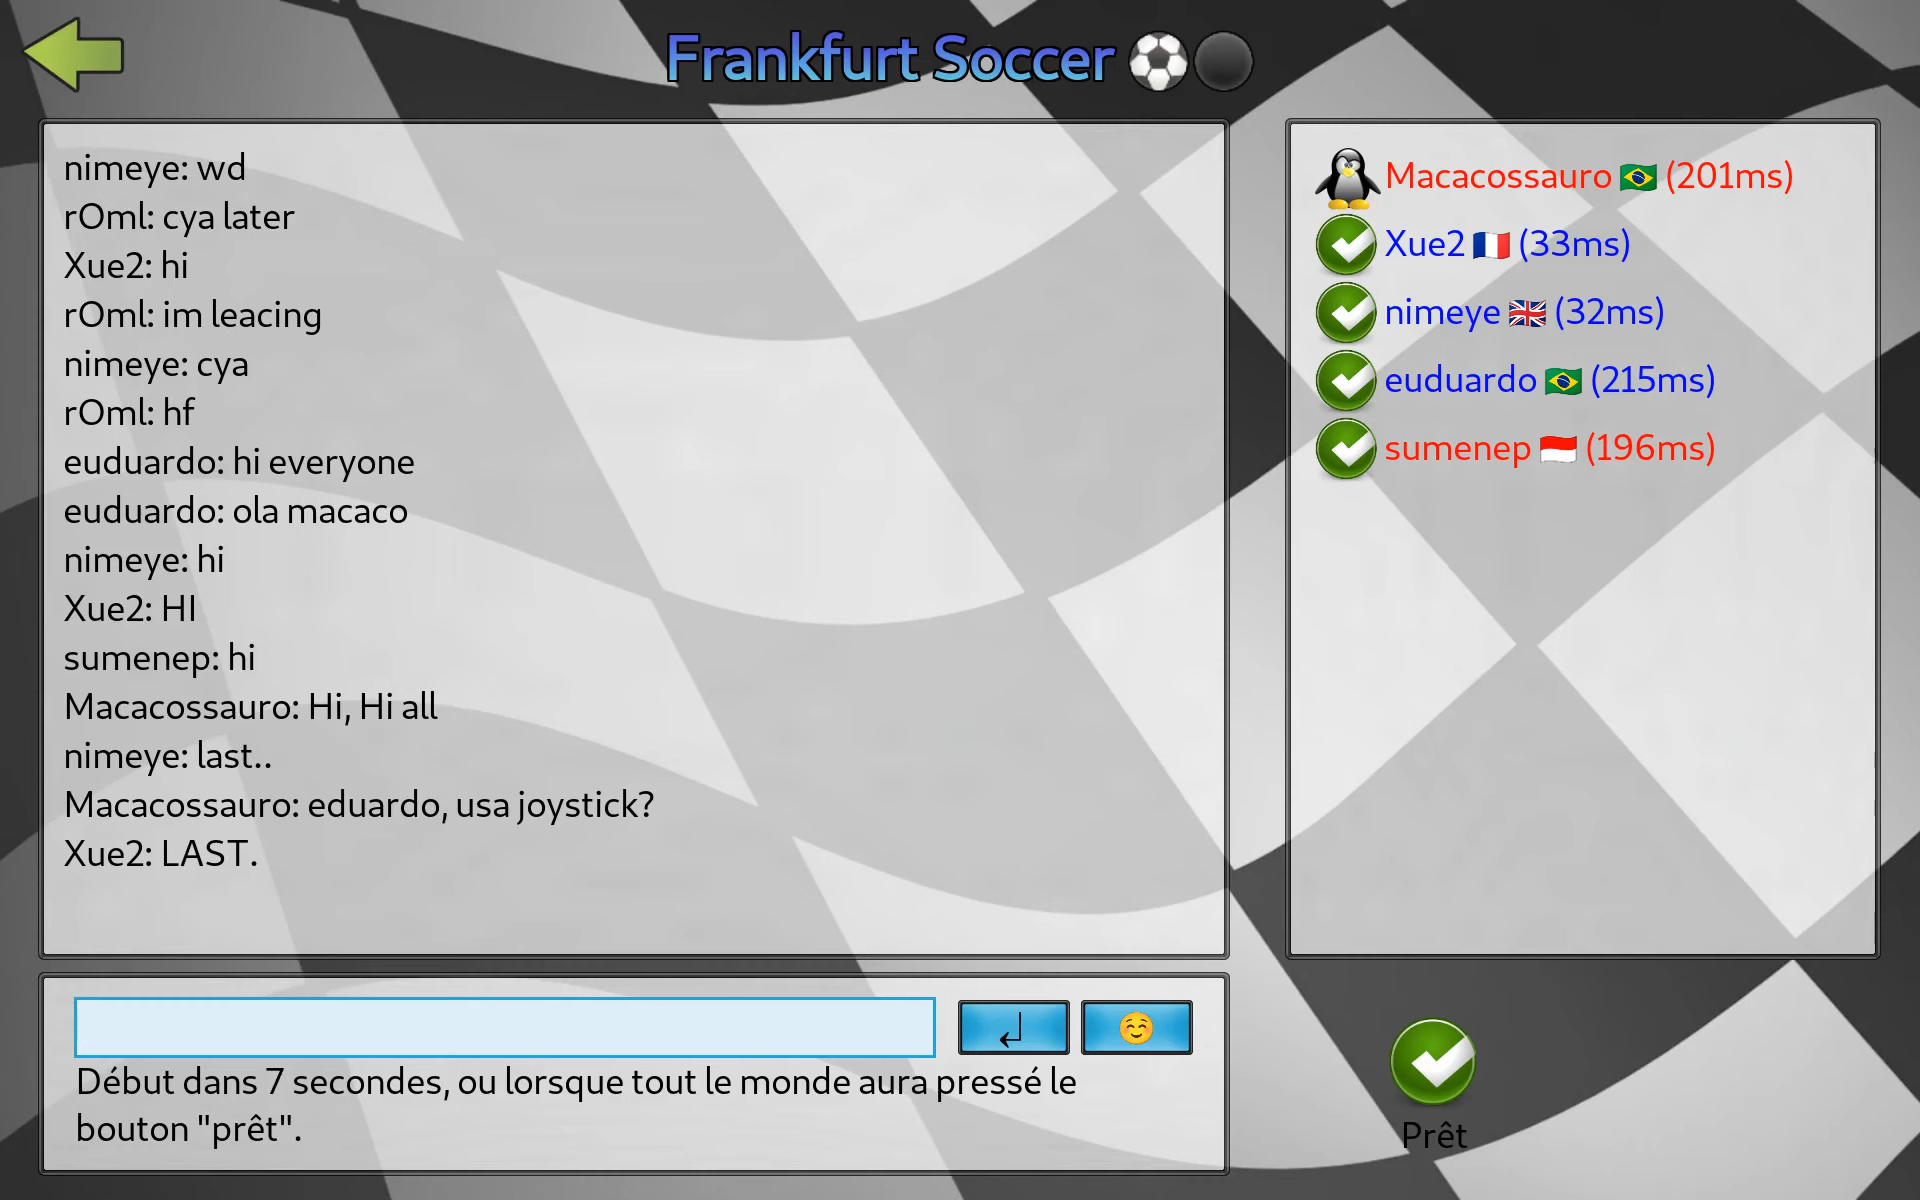 Frankfurt Soccer ⚽⚫
nimeye: wd
rOml: cya later
Xue2: hi
rOml: im leacing
nimeye: cya
rOml: hf
euduardo: hi everyone
euduardo: ola macaco
nimeye: hi
Xue2: HI
sumenep: hi
Macacossauro: Hi, Hi all
nimeye: last..
Macacossauro: eduardo, usa joystick?
Xue2: LAST.
Macacossauro 🇧🇷 (201ms)
Xue2 🇫🇷 (33ms)
nimeye 🇬🇧 (32ms)
euduardo 🇧🇷 (215ms)
sumenep 🇮🇩 (196ms)
Début dans 7 secondes, ou lorsque tout le monde aura pressé le
bouton "prêt".
Prêt